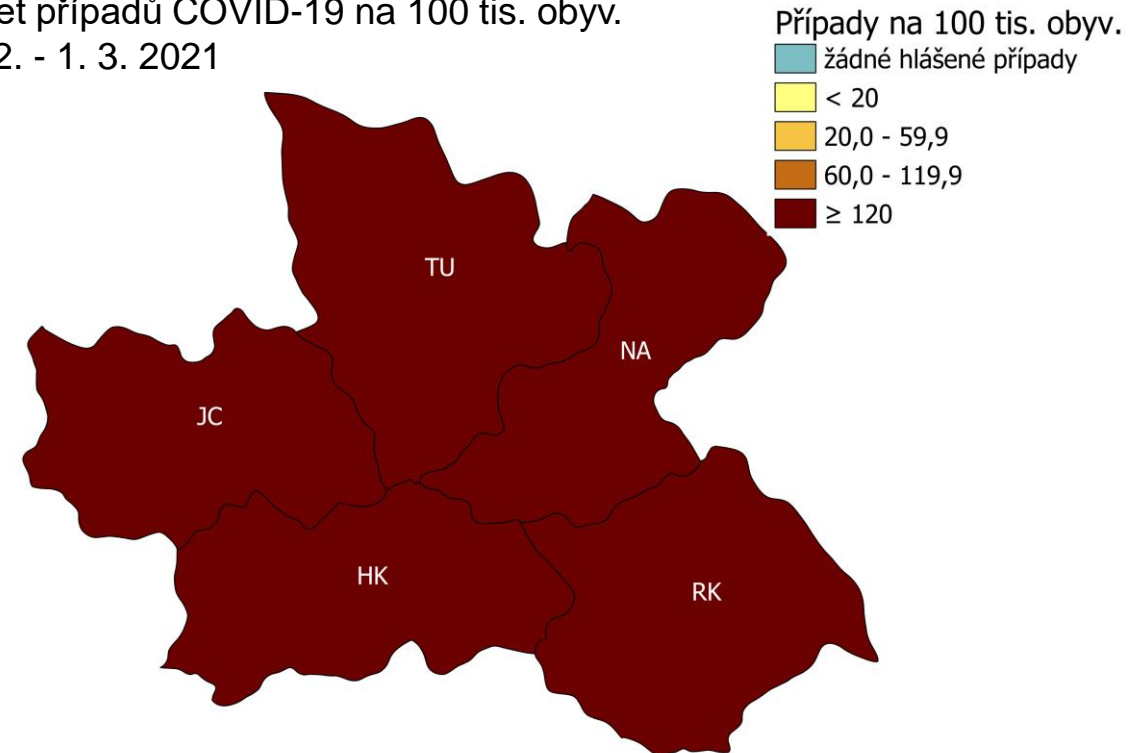 et případů COVID-19 na 100 tis. obyv.
2. - 1. 3. 2021
Případy na 100 tis. obyv.
žádné hlášené případy
< 20
20,0 - 59,9
60,0 - 119,9
≥ 120
TU
NA
JC
HK
RK